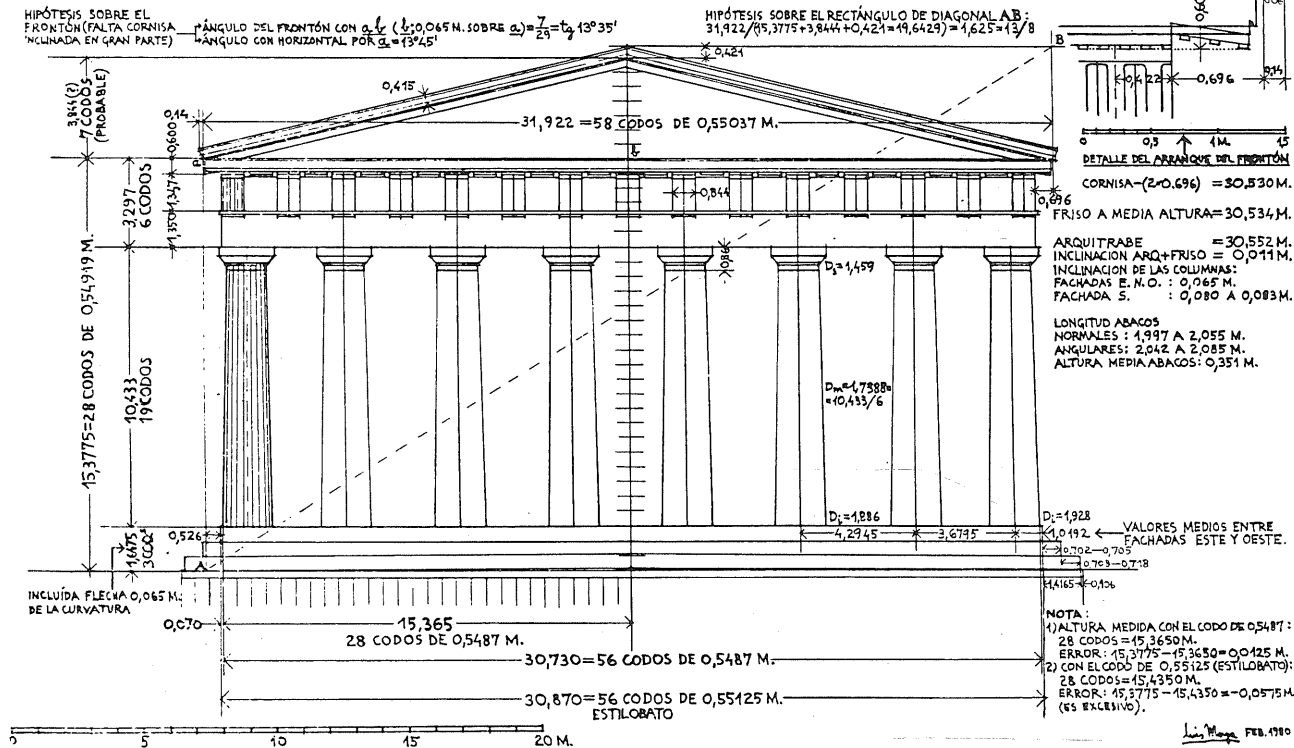 HIPÓTESIS SOBRE EL
FRONTÓN (FALTA CORNISA
INCLINADA EN GRAN PARTE)
ÁNGULO DEL FRONTÓN CON a b (b: 0,065 M. SOBRE a) = 7/29 = tg 13°35'
ÁNGULO CON HORIZONTAL POR a = 13°45'
HIPÓTESIS SOBRE EL RECTÁNGULO DE DIAGONAL AB:
31,922/(15,3775+3,8444+0,421=19,6429)=1,625=13/8
B
0,421
3,844(?)
7 CODOS
(PROBABLE)
0,415
0,14
0,600
31,922 = 58 CODOS DE 0,55037 M.
b
0,422
0,696
0,14
0
0,5
1 M.
1,5
DETALLE DEL ARRANQUE DEL FRONTÓN
CORNISA-(2×0.696) = 30,530 M.
FRISO A MEDIA ALTURA = 30,534 M.
ARQUITRABE = 30,552 M.
INCLINACION ARQ+FRISO = 0,011 M.
INCLINACION DE LAS COLUMNAS:
FACHADAS E. N. O. : 0,065 M.
FACHADA S. : 0,080 A 0,083 M.
LONGITUD ABACOS
NORMALES : 1,997 A 2,055 M.
ANGULARES: 2,042 A 2,085 M.
ALTURA MEDIA ABACOS: 0,351 M.
3,297
6 CODOS
1,347
1,350
0,844
0,696
0,86
Ds=1,459
15,3775=28 CODOS DE 0,54919 M.
10,433
19 CODOS
Dm=1,7388=
=10,433/6
Di=1,886
Di=1,928
1,6475
0,526
4,2945
3,6795
1,0192
VALORES MEDIOS ENTRE
FACHADAS ESTE Y OESTE.
0,702-0,705
0,703-0,718
A
1,4165
0,106
INCLUÍDA FLECHA 0,065 M.
DE LA CURVATURA
0,070
15,365
28 CODOS DE 0,5487 M.
30,730=56 CODOS DE 0,5487 M.
30,870=56 CODOS DE 0,55125 M.
ESTILOBATO
NOTA:
1) ALTURA MEDIDA CON EL CODO DE 0,5487:
28 CODOS=15,3650 M.
ERROR: 15,3775-15,3650=0,0125 M.
2) CON EL CODO DE 0,55125 (ESTILOBATO):
28 CODOS=15,4350 M.
ERROR: 15,3775-15,4350=-0,0575 M
(ES EXCESIVO).
5
10
15
20 M.
Luis Moya FEB. 1980